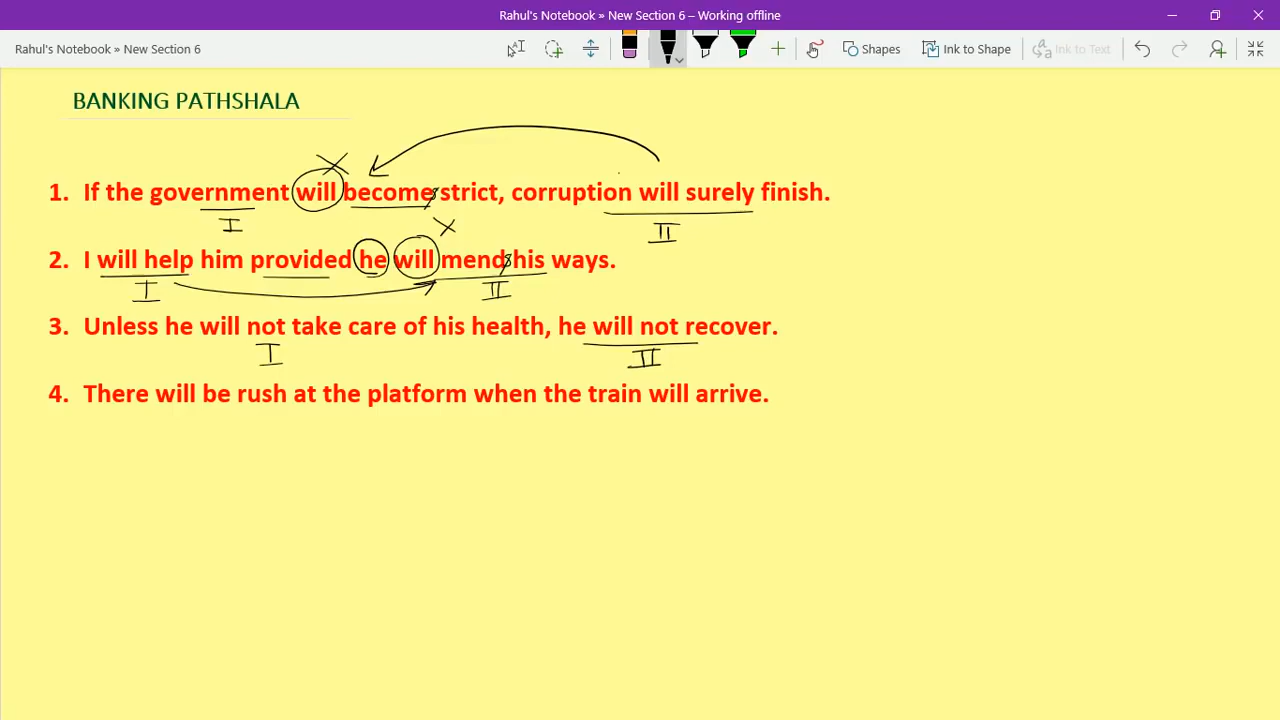 Rahul's Notebook » New Section 6 – Working offline
Rahul's Notebook » New Section 6
Shapes
Ink to Shape
Ink to Text
BANKING PATHSHALA
X
1. If the government will becomes strict, corruption will surely finish.
I
II
X
2. I will help him provided he will mends his ways.
I
II
3. Unless he will not take care of his health, he will not recover.
I
II
4. There will be rush at the platform when the train will arrive.